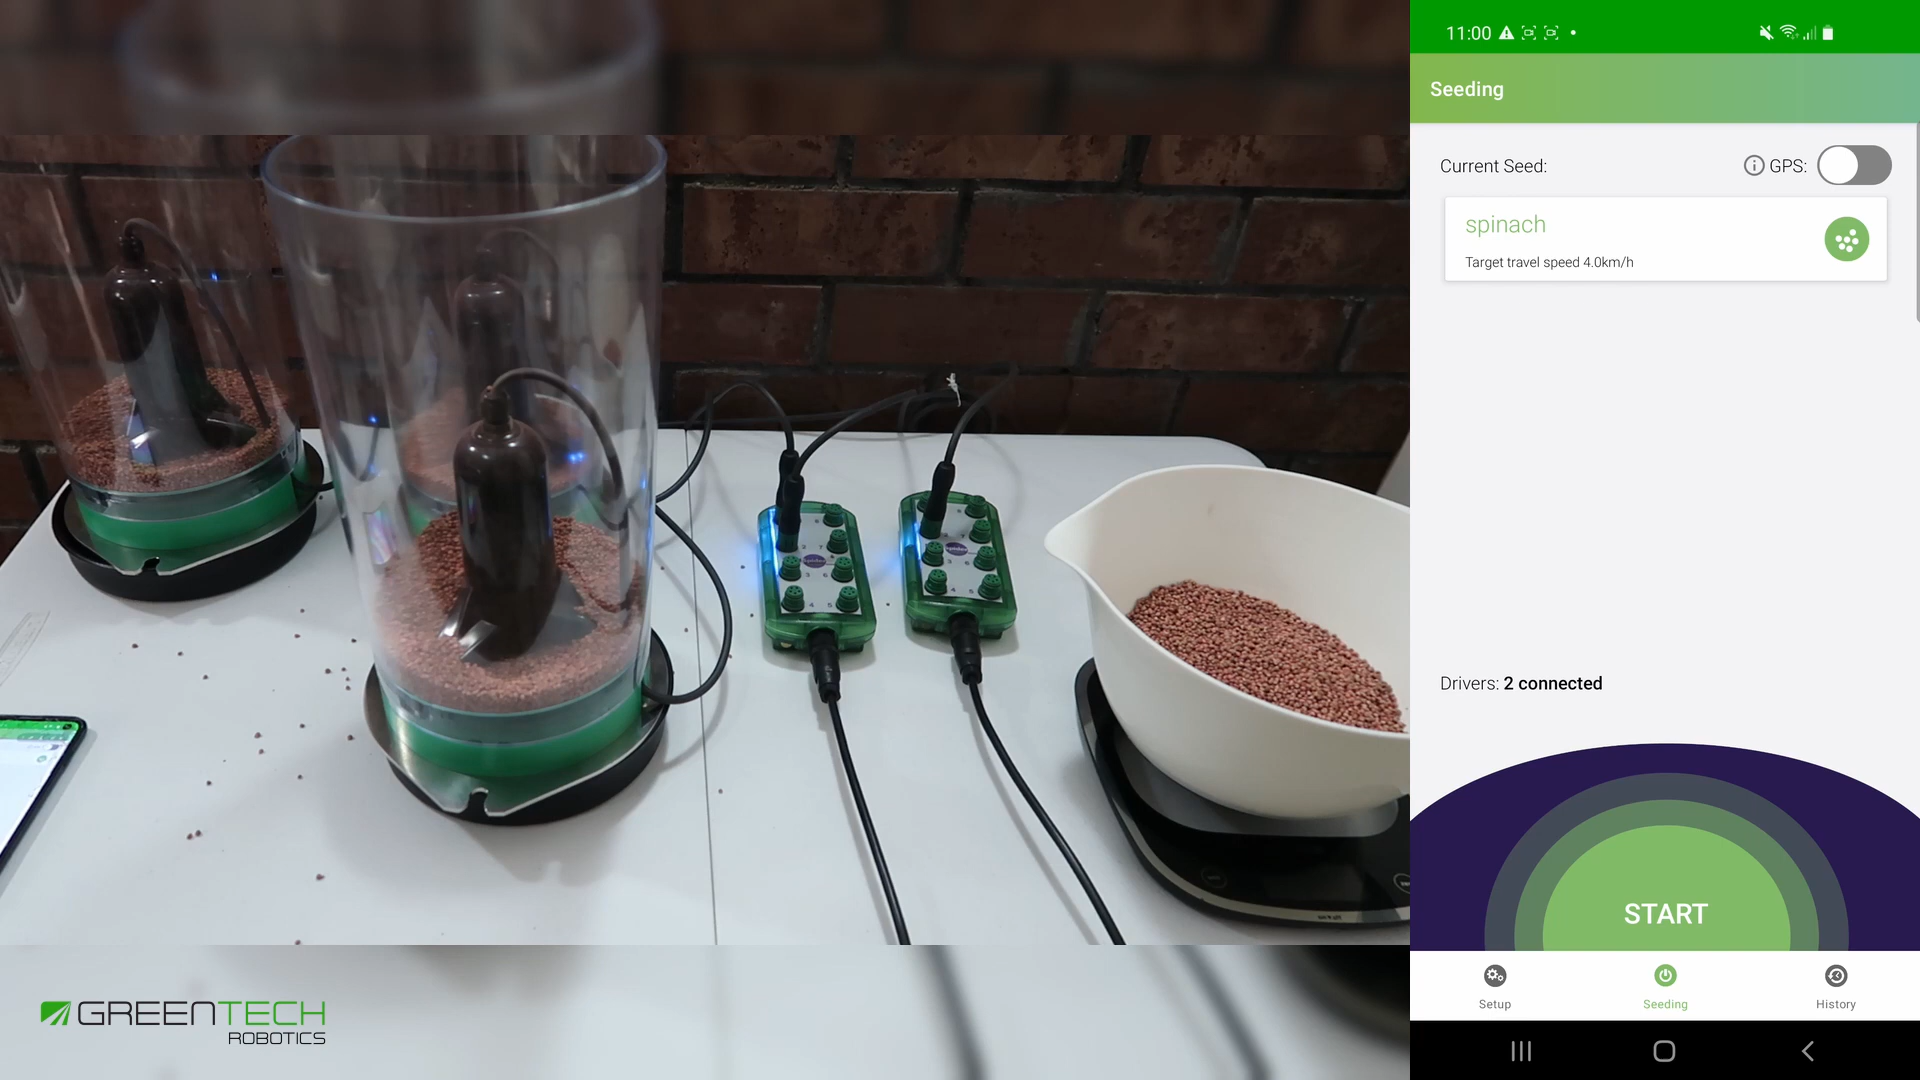 11:00
Seeding
Current Seed:
GPS:
spinach
Target travel speed 4.0km/h
Drivers: 2 connected
START
Setup
Seeding
History
GREENTECH
ROBOTICS